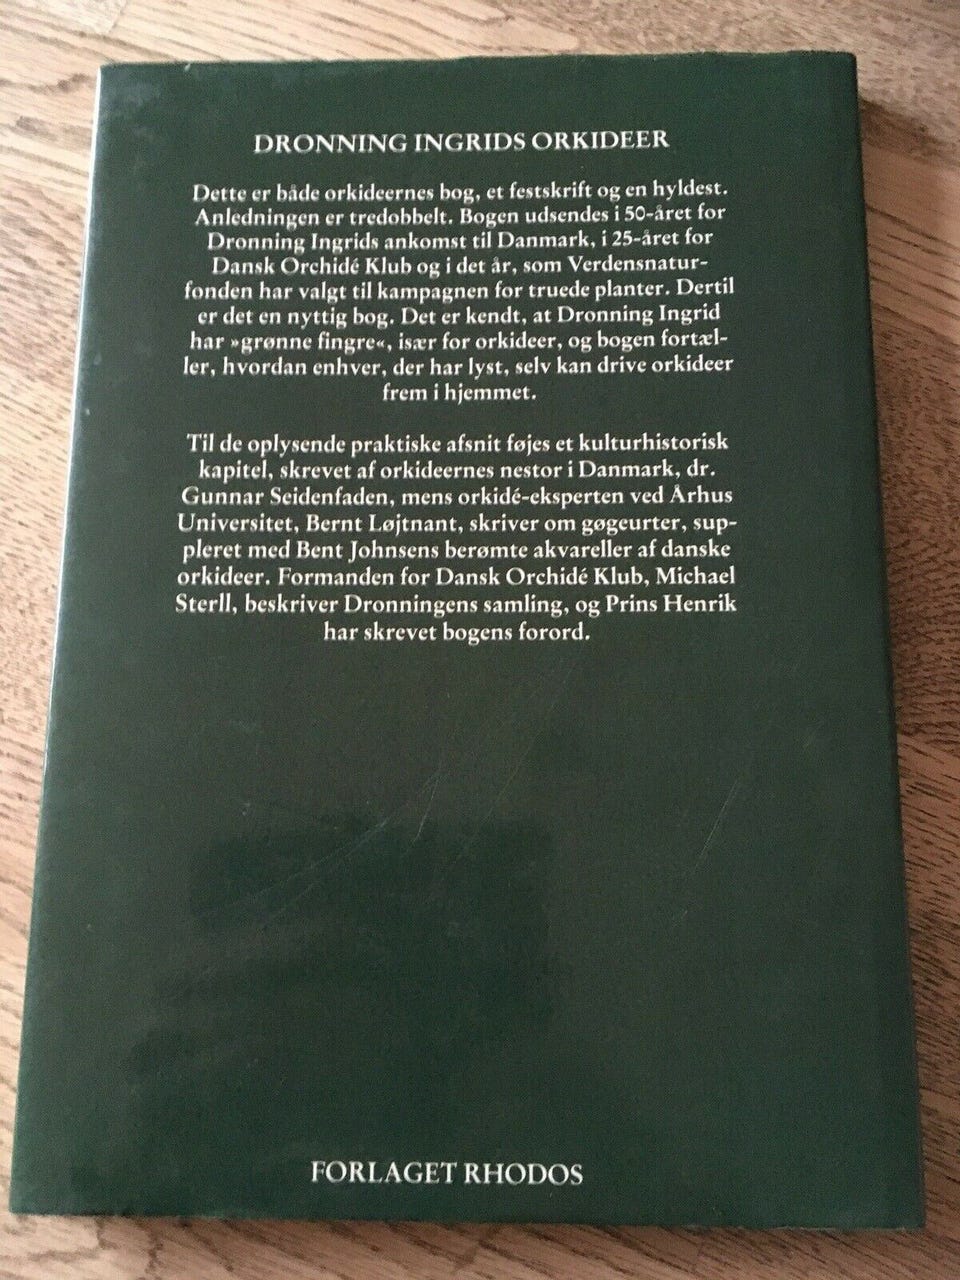 DRONNING INGRIDS ORKIDEER
Dette er både orkideernes bog, et festskrift og en hyldest.
Anledningen er tredobbelt. Bogen udsendes i 50-året for
Dronning Ingrids ankomst til Danmark, i 25-året for
Dansk Orchidé Klub og i det år, som Verdensnatur-
fonden har valgt til kampagnen for truede planter. Dertil
er det en nyttig bog. Det er kendt, at Dronning Ingrid
har »grønne fingre«, især for orkideer, og bogen fortæl-
ler, hvordan enhver, der har lyst, selv kan drive orkideer
frem i hjemmet.
Til de oplysende praktiske afsnit føjes et kulturhistorisk
kapitel, skrevet af orkideernes nestor i Danmark, dr.
Gunnar Seidenfaden, mens orkidé-eksperten ved Århus
Universitet, Bernt Løjtnant, skriver om gøgeurter, sup-
pleret med Bent Johnsens berømte akvareller af danske
orkideer. Formanden for Dansk Orchidé Klub, Michael
Sterll, beskriver Dronningens samling, og Prins Henrik
har skrevet bogens forord.
FORLAGET RHODOS